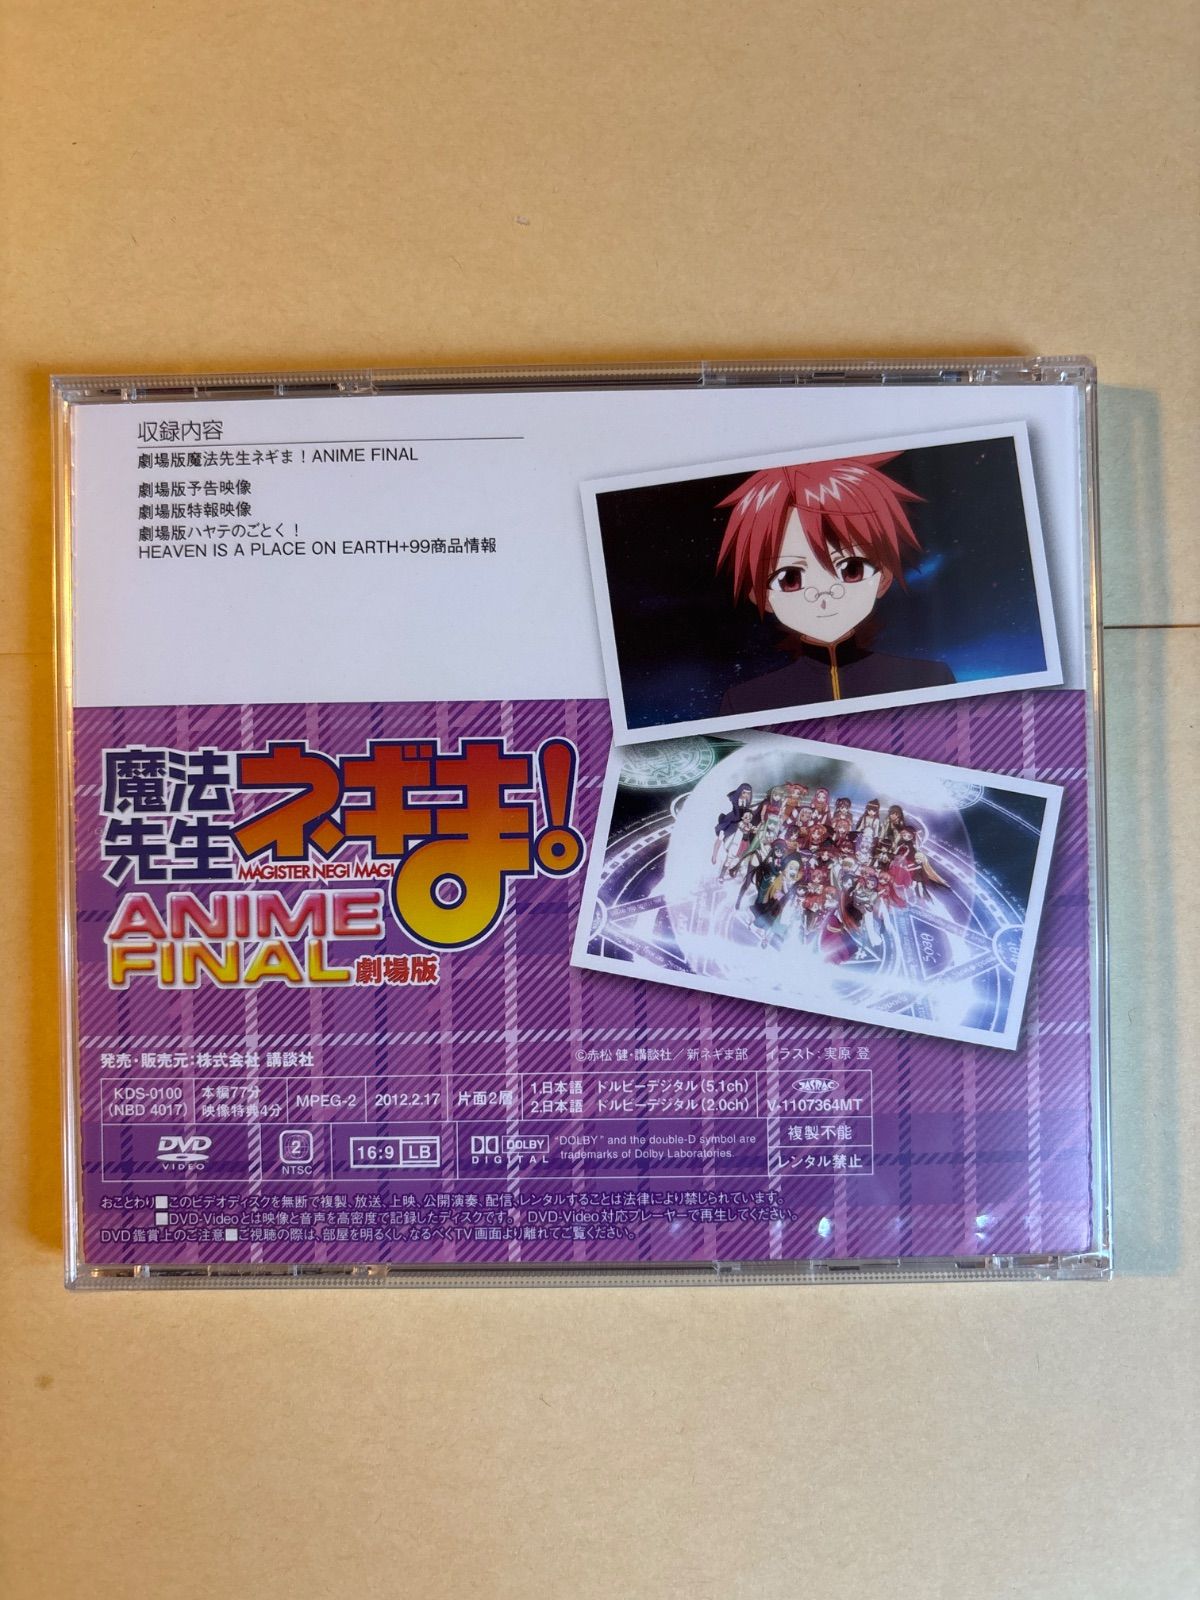 収録内容
劇場版魔法先生ネギま！ANIME FINAL
劇場版予告映像
劇場版特報映像
劇場版ハヤテのごとく！
HEAVEN IS A PLACE ON EARTH+99商品情報
魔法先生ネギま!
MAGISTER NEGI MAGI
ANIME
FINAL 劇場版
発売・販売元：株式会社 講談社
©赤松 健・講談社／新ネギま部 イラスト：実原 登
KDS-0100
(NBD 4017)
本編77分
映像特典4分
MPEG-2
2012.2.17
片面2層
1.日本語 ドルビーデジタル（5.1ch）
2.日本語 ドルビーデジタル（2.0ch）
JASRAC
V-1107364MT
複製不能
レンタル禁止
DVD
VIDEO
2
NTSC
16:9 LB
DOLBY
DIGITAL
"DOLBY" and the double-D symbol are
trademarks of Dolby Laboratories.
おことわり■このビデオディスクを無断で複製、放送、上映、公開演奏、配信、レンタルすることは法律により禁じられています。
■DVD-Videoとは映像と音声を高密度で記録したディスクです。 DVD-Video対応プレーヤーで再生してください。
DVD鑑賞上のご注意■ご視聴の際は、部屋を明るくし、なるべくTV画面より離れてご覧ください。